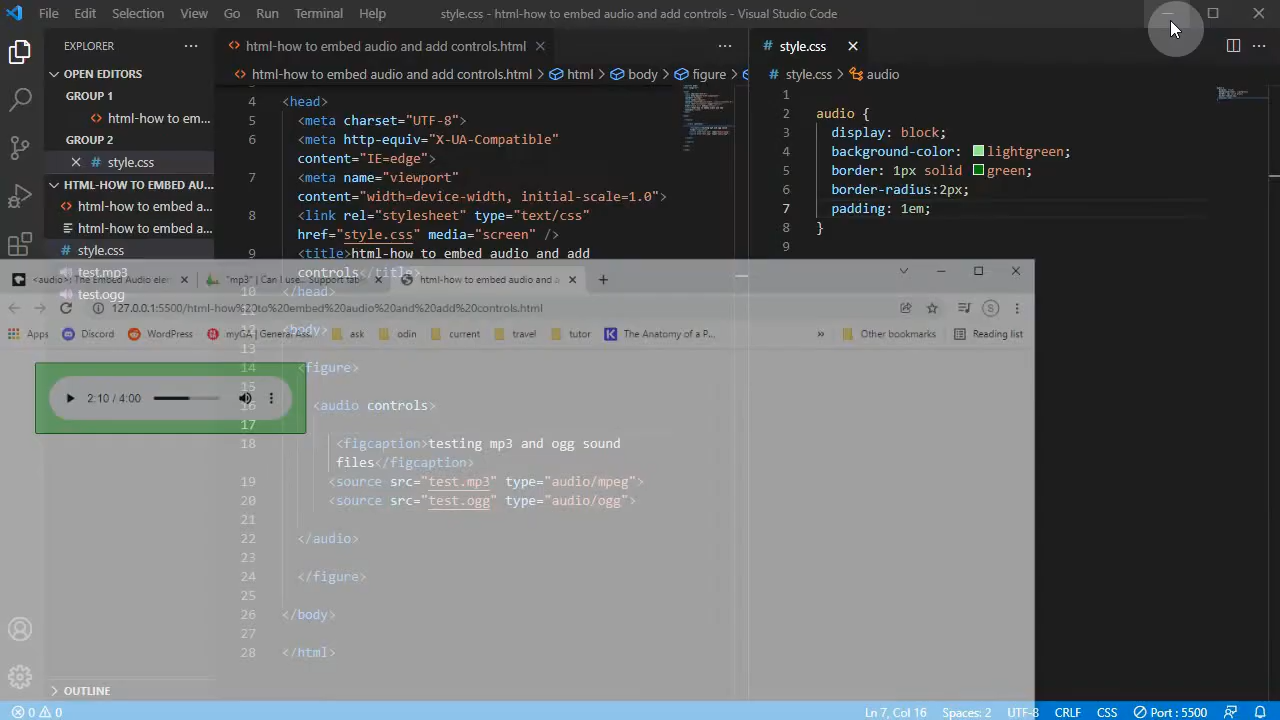 File Edit Selection View Go Run Terminal Help
style.css - html-how to embed audio and add controls - Visual Studio Code
EXPLORER
OPEN EDITORS
GROUP 1
html-how to em...
GROUP 2
style.css
HTML-HOW TO EMBED AU...
html-how to embed a...
html-how to embed a...
style.css
test.mp3
test.ogg
OUTLINE
html-how to embed audio and add controls.html
html-how to embed audio and add controls.html > html > body > figure >
4 <head>
5 <meta charset="UTF-8">
6 <meta http-equiv="X-UA-Compatible"
content="IE=edge">
7 <meta name="viewport"
content="width=device-width, initial-scale=1.0">
8 <link rel="stylesheet" type="text/css"
href="style.css" media="screen" />
9 <title>html-how to embed audio and add
controls</title>
10 </head>
11
12 <body>
13
14 <figure>
15
16 <audio controls>
17
18 <figcaption>testing mp3 and ogg sound
files</figcaption>
19 <source src="test.mp3" type="audio/mpeg">
20 <source src="test.ogg" type="audio/ogg">
21
22 </audio>
23
24 </figure>
25
26 </body>
27
28 </html>
style.css
style.css > audio
1
2 audio {
3 display: block;
4 background-color: lightgreen;
5 border: 1px solid green;
6 border-radius:2px;
7 padding: 1em;
8 }
9
<audio>: The Embed Audio ele
"mp3" | Can I use... Support tab
html-how to embed audio and a
127.0.0.1:5500/html-how%20to%20embed%20audio%20and%20add%20controls.html
S
Apps Discord WordPress myGA | General Ass ask odin current travel tutor The Anatomy of a P... » Other bookmarks Reading list
2:10 / 4:00
0 0
Ln 7, Col 16 Spaces: 2 UTF-8 CRLF CSS Port : 5500